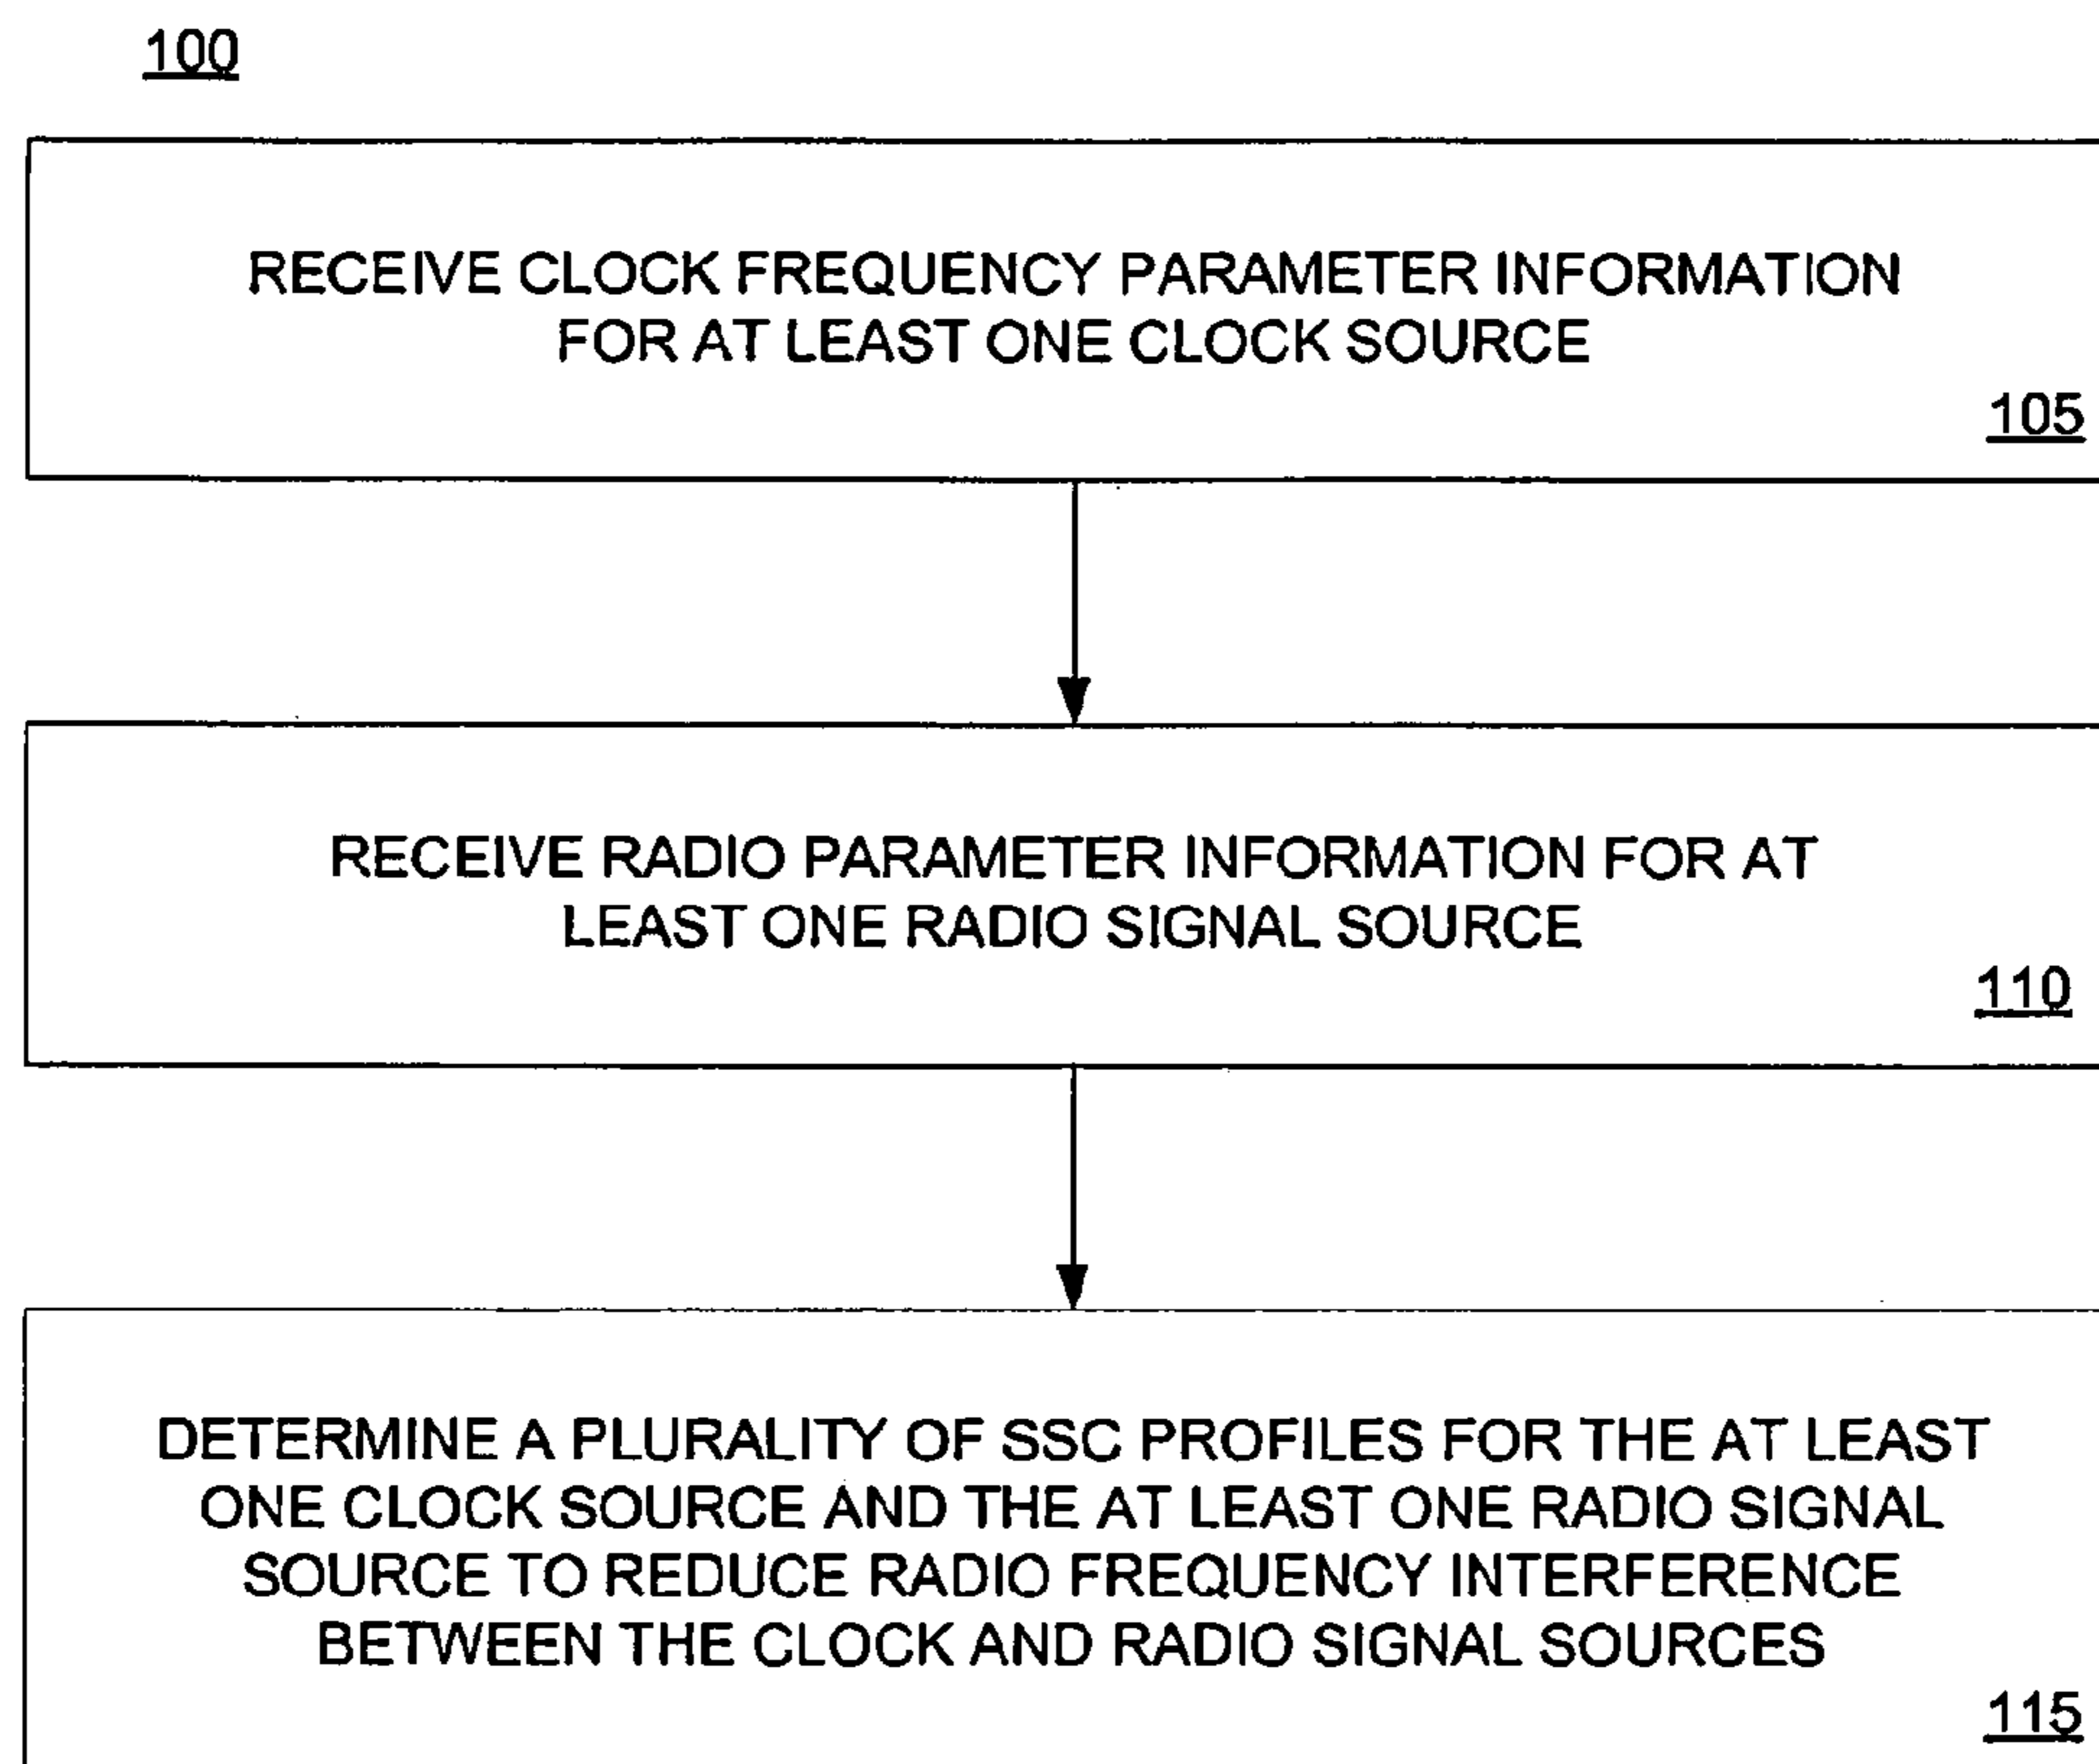 100
RECEIVE CLOCK FREQUENCY PARAMETER INFORMATION
FOR AT LEAST ONE CLOCK SOURCE
105
RECEIVE RADIO PARAMETER INFORMATION FOR AT
LEAST ONE RADIO SIGNAL SOURCE
110
DETERMINE A PLURALITY OF SSC PROFILES FOR THE AT LEAST
ONE CLOCK SOURCE AND THE AT LEAST ONE RADIO SIGNAL
SOURCE TO REDUCE RADIO FREQUENCY INTERFERENCE
BETWEEN THE CLOCK AND RADIO SIGNAL SOURCES
115